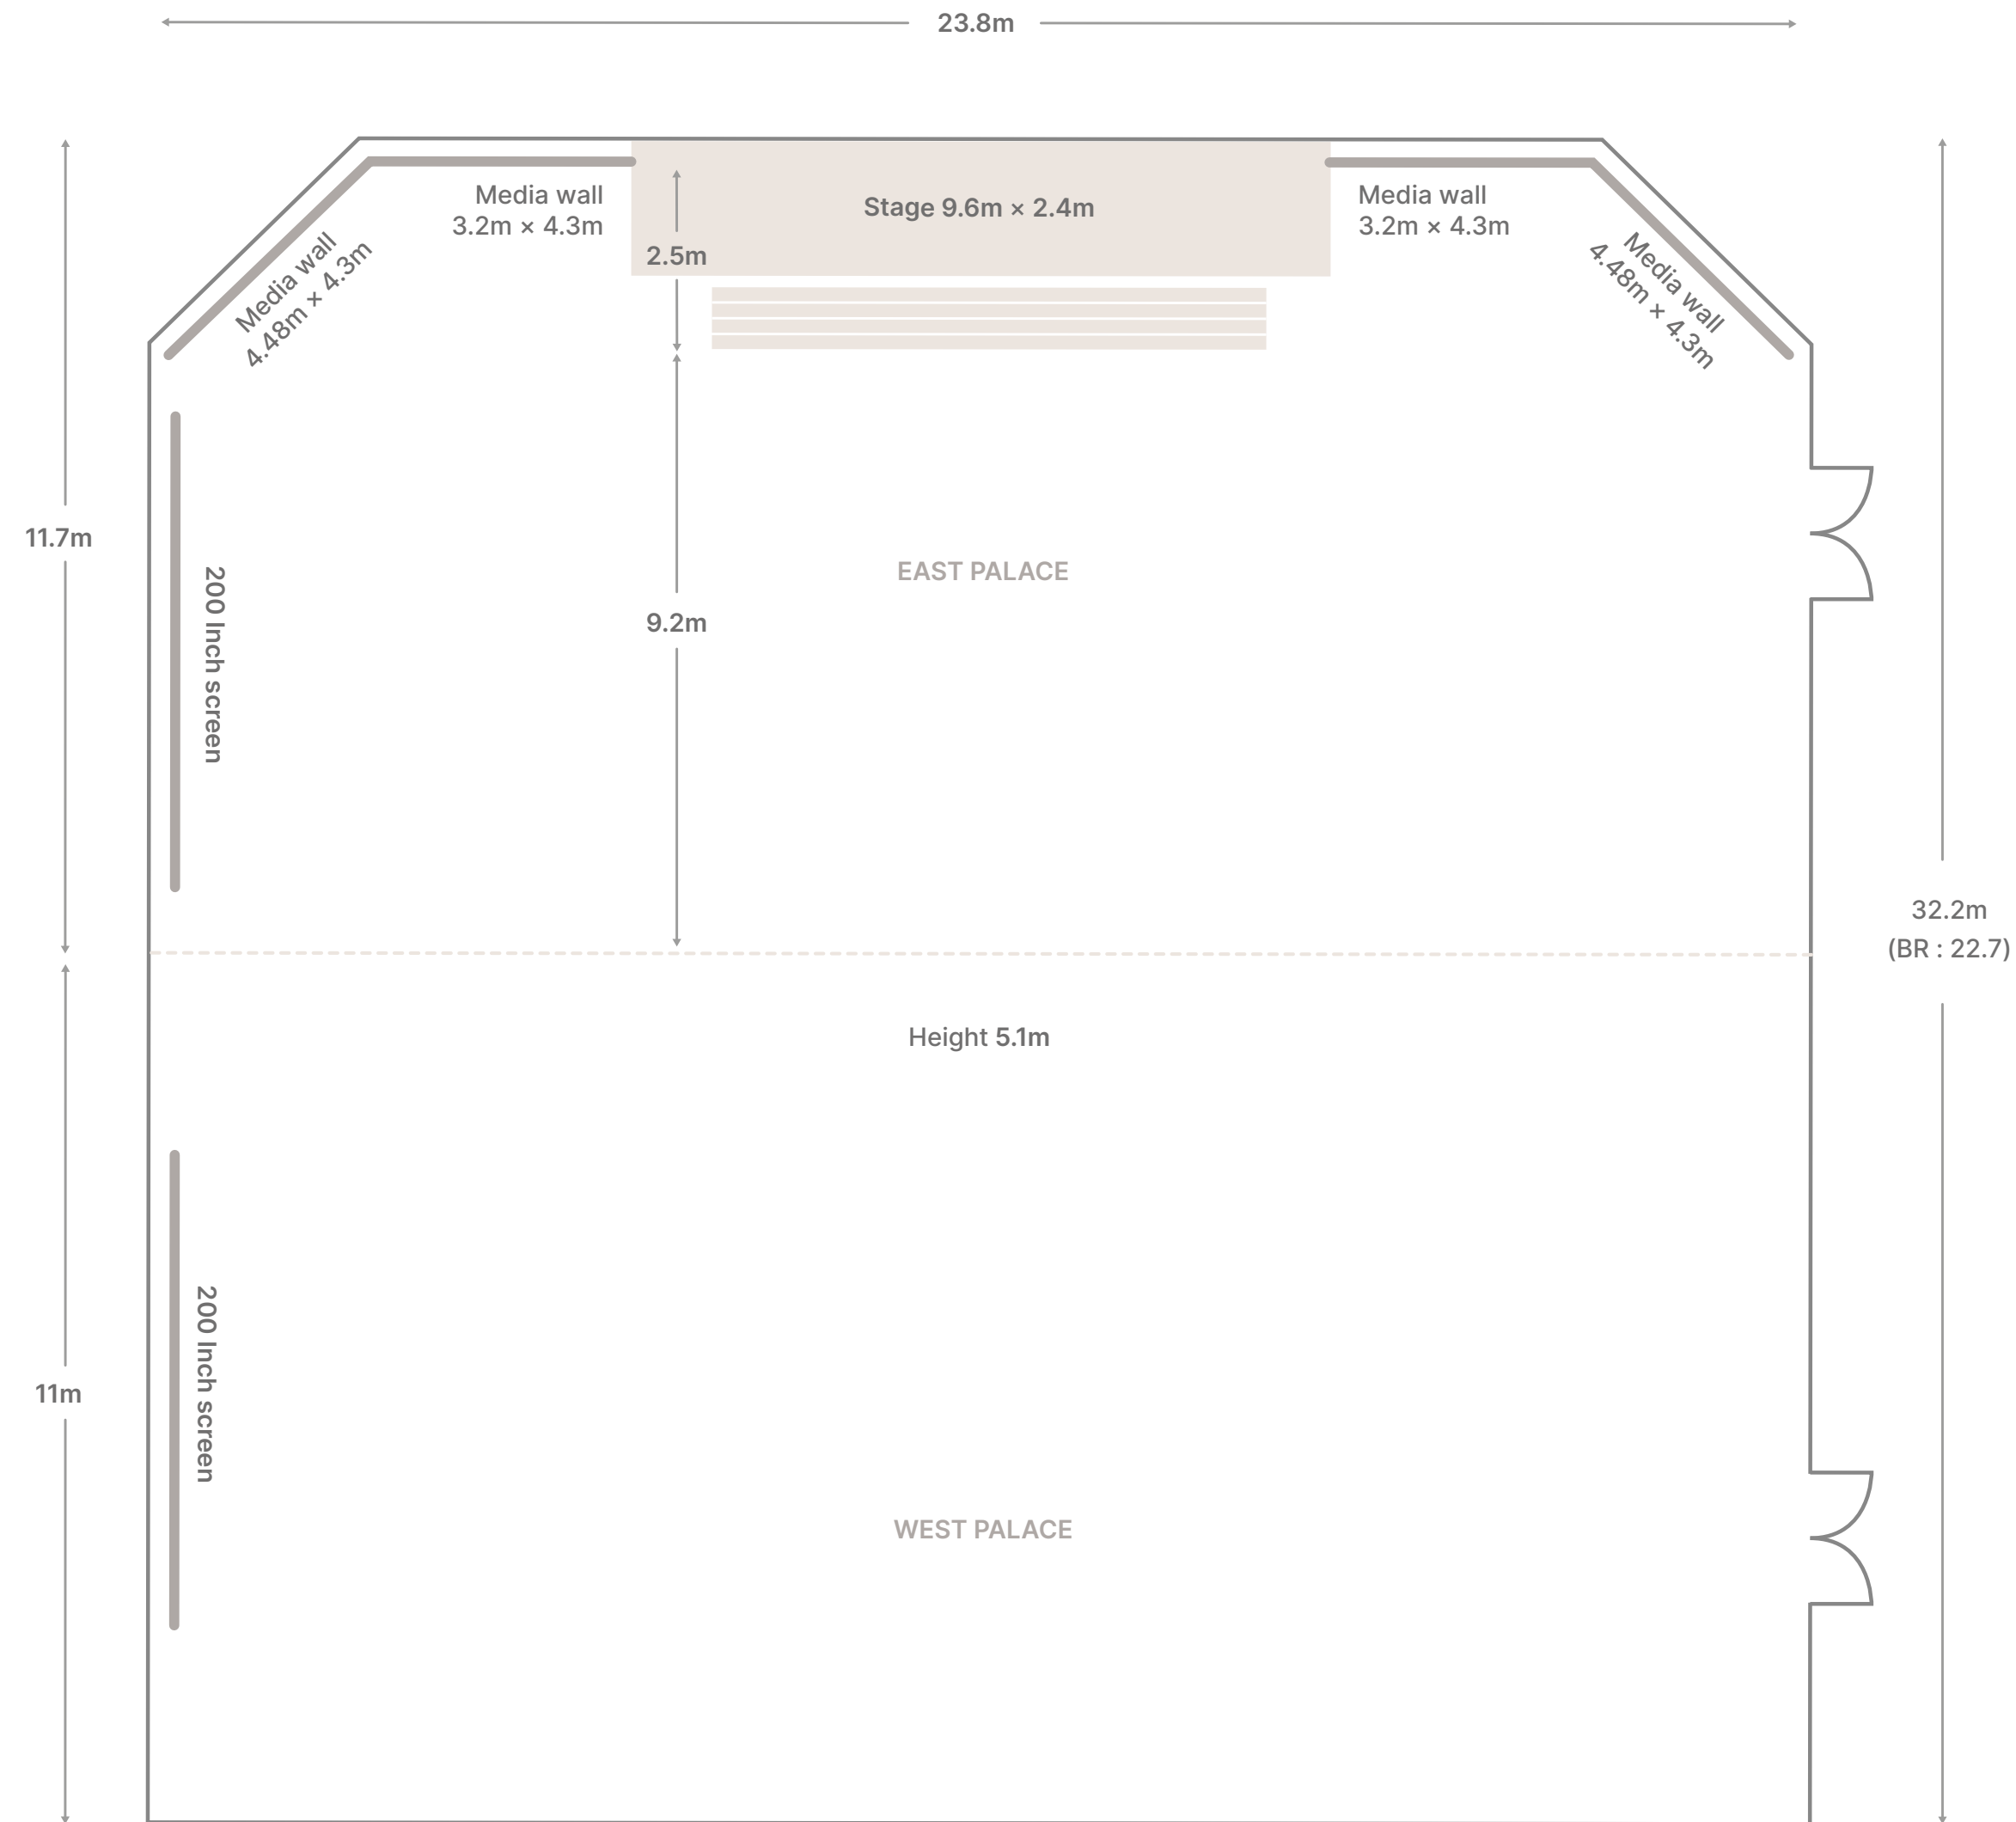 23.8m
Media wall
3.2m × 4.3m
Stage 9.6m × 2.4m
Media wall
3.2m × 4.3m
2.5m
Media wall
4.48m × 4.3m
Media wall
4.48m × 4.3m
11.7m
200 Inch screen
EAST PALACE
9.2m
32.2m
(BR : 22.7)
Height 5.1m
11m
200 Inch screen
WEST PALACE